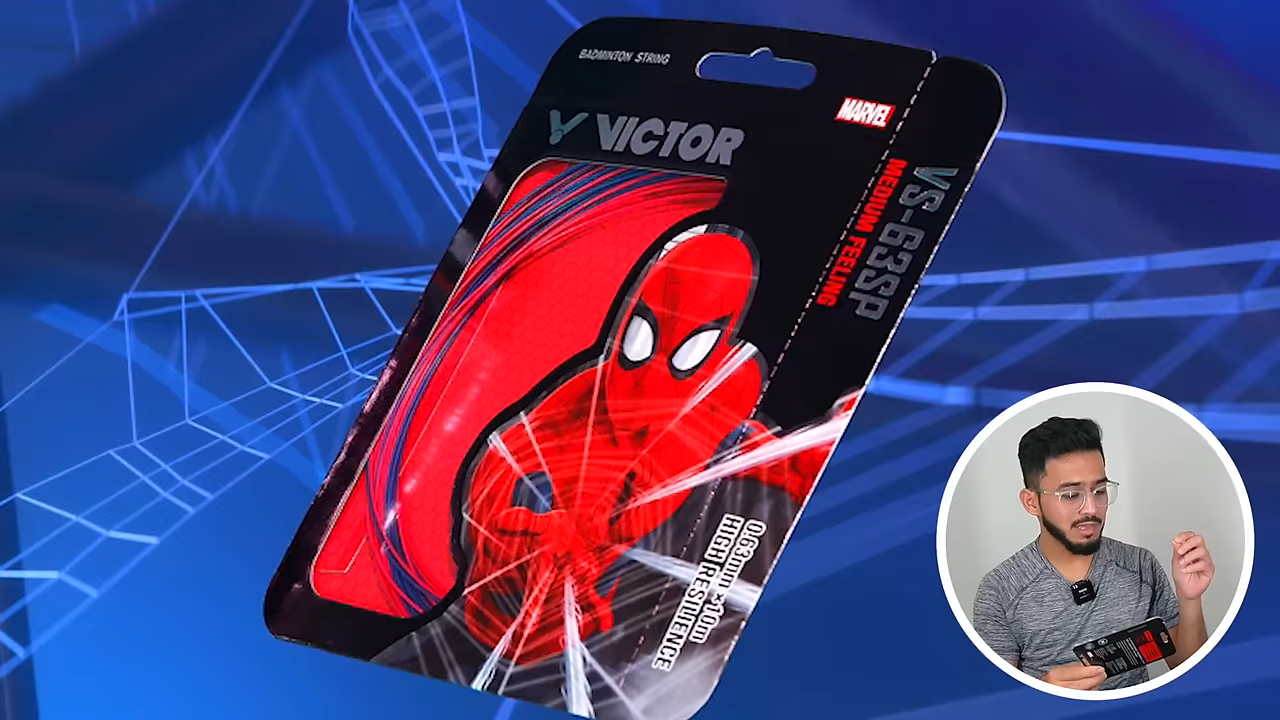 BADMINTON STRING
MARVEL
VICTOR
VS-63SP
MEDIUM FEELING
0.63mm × 10m
HIGH RESILIENCE